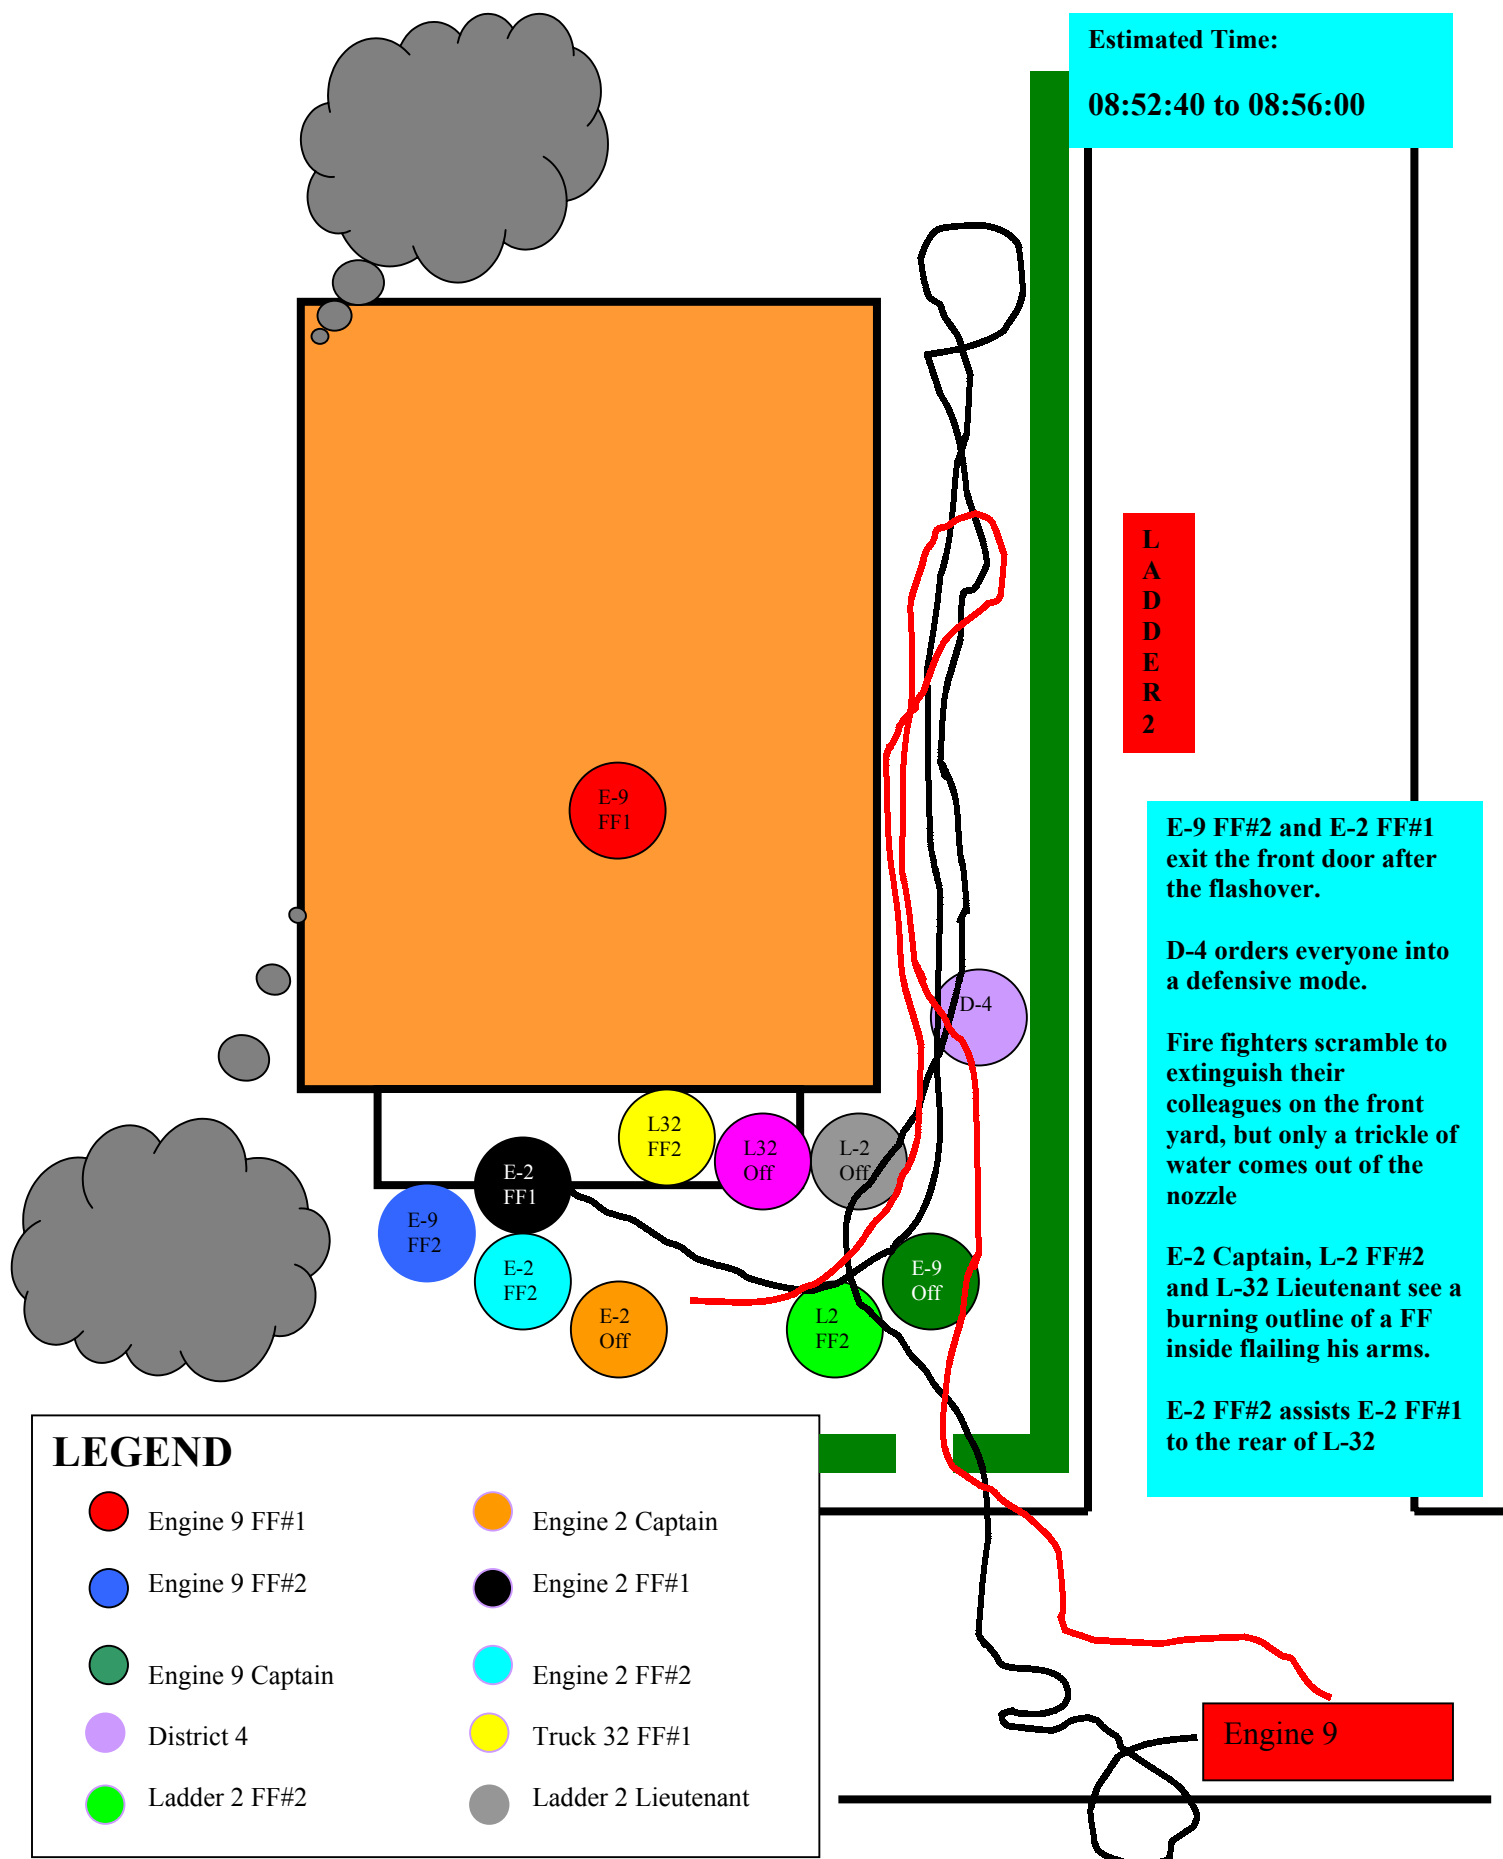 Estimated Time:
08:52:40 to 08:56:00
L
A
D
D
E
R
2
E-9
FF1
E-9 FF#2 and E-2 FF#1
exit the front door after
the flashover.
D-4 orders everyone into
a defensive mode.
Fire fighters scramble to
extinguish their
colleagues on the front
yard, but only a trickle of
water comes out of the
nozzle
E-2 Captain, L-2 FF#2
and L-32 Lieutenant see a
burning outline of a FF
inside flailing his arms.
E-2 FF#2 assists E-2 FF#1
to the rear of L-32
D-4
L32
FF2
L32
Off
L-2
Off
E-2
FF1
E-9
FF2
E-2
FF2
E-2
Off
L2
FF2
E-9
Off
LEGEND
Engine 9 FF#1
Engine 2 Captain
Engine 9 FF#2
Engine 2 FF#1
Engine 9 Captain
Engine 2 FF#2
District 4
Truck 32 FF#1
Ladder 2 FF#2
Ladder 2 Lieutenant
Engine 9